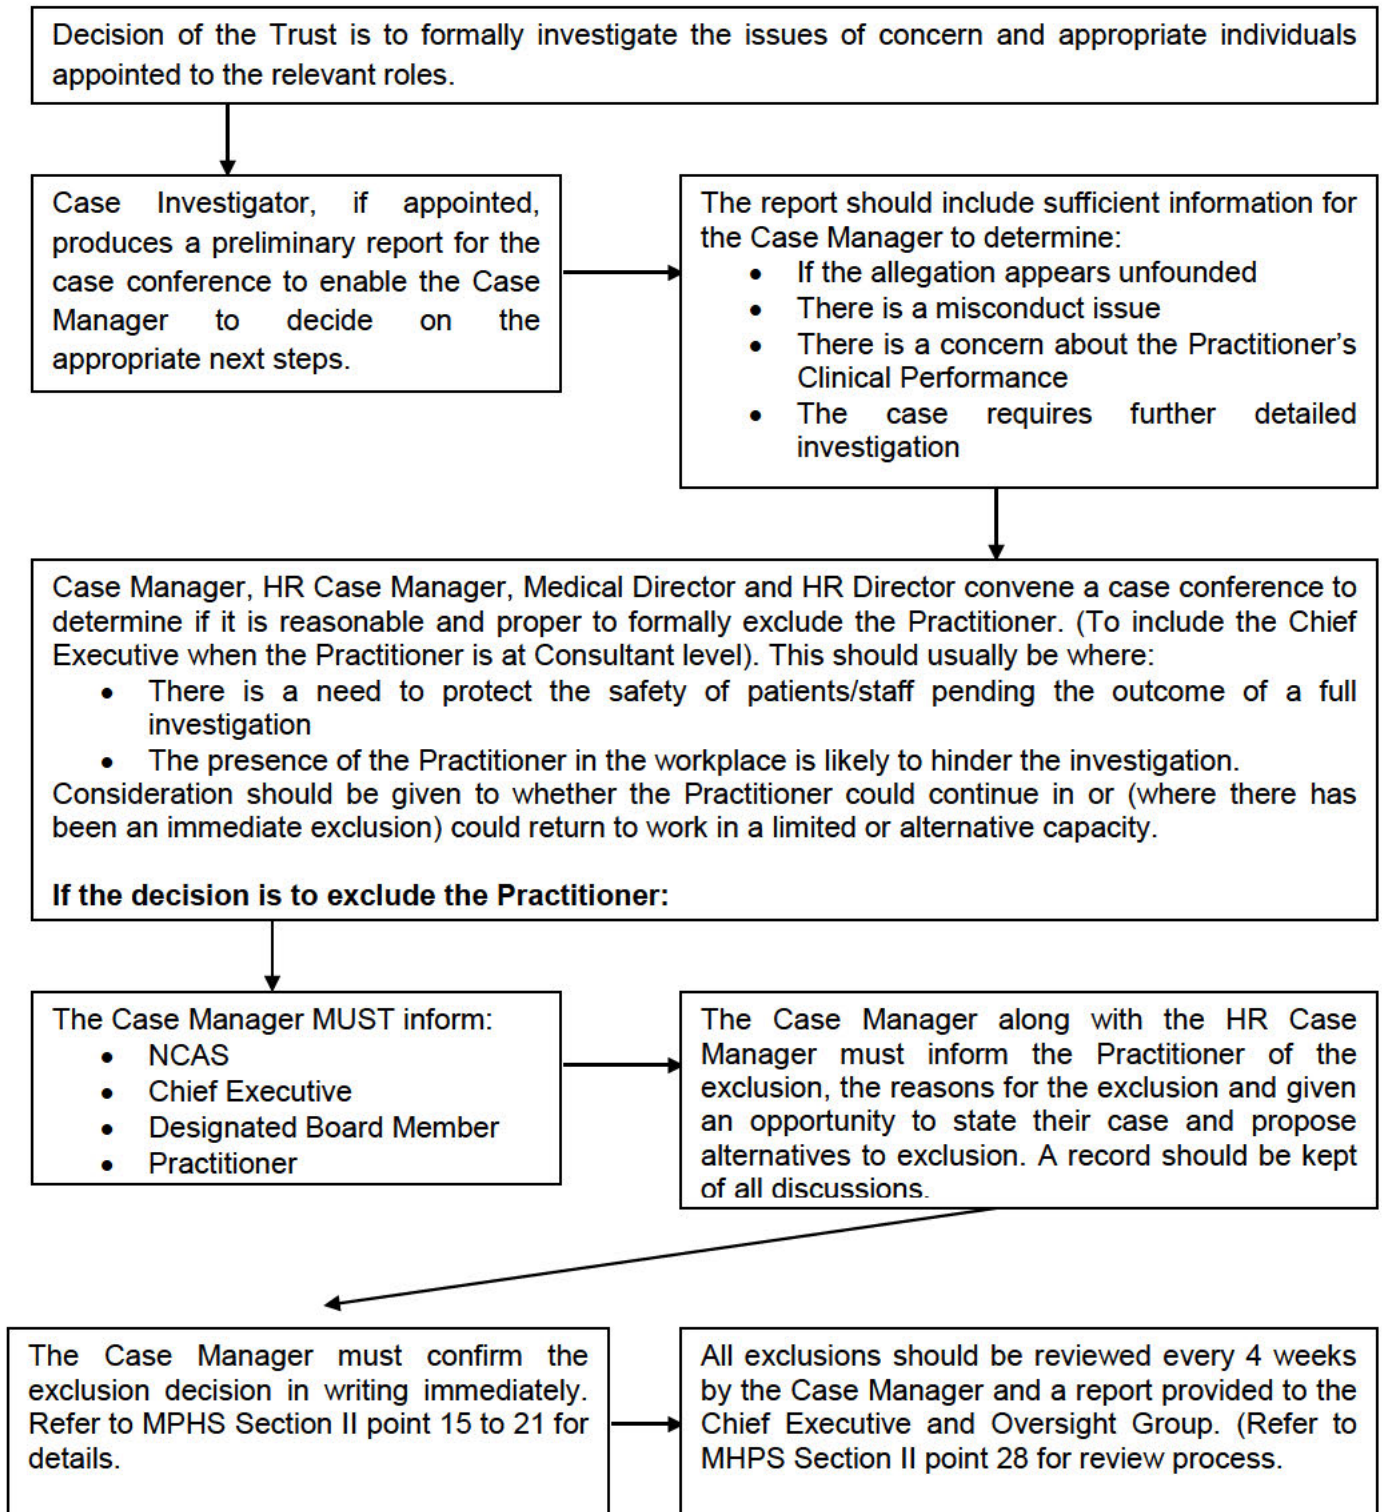 Decision of the Trust is to formally investigate the issues of concern and appropriate individuals
appointed to the relevant roles.
Case Investigator, if appointed,
produces a preliminary report for the
case conference to enable the Case
Manager to decide on the
appropriate next steps.
The report should include sufficient information for
the Case Manager to determine:
• If the allegation appears unfounded
• There is a misconduct issue
• There is a concern about the Practitioner’s
Clinical Performance
• The case requires further detailed
investigation
Case Manager, HR Case Manager, Medical Director and HR Director convene a case conference to
determine if it is reasonable and proper to formally exclude the Practitioner. (To include the Chief
Executive when the Practitioner is at Consultant level). This should usually be where:
• There is a need to protect the safety of patients/staff pending the outcome of a full
investigation
• The presence of the Practitioner in the workplace is likely to hinder the investigation.
Consideration should be given to whether the Practitioner could continue in or (where there has
been an immediate exclusion) could return to work in a limited or alternative capacity.
If the decision is to exclude the Practitioner:
The Case Manager MUST inform:
• NCAS
• Chief Executive
• Designated Board Member
• Practitioner
The Case Manager along with the HR Case
Manager must inform the Practitioner of the
exclusion, the reasons for the exclusion and given
an opportunity to state their case and propose
alternatives to exclusion. A record should be kept
of all discussions.
The Case Manager must confirm the
exclusion decision in writing immediately.
Refer to MPHS Section II point 15 to 21 for
details.
All exclusions should be reviewed every 4 weeks
by the Case Manager and a report provided to the
Chief Executive and Oversight Group. (Refer to
MHPS Section II point 28 for review process.